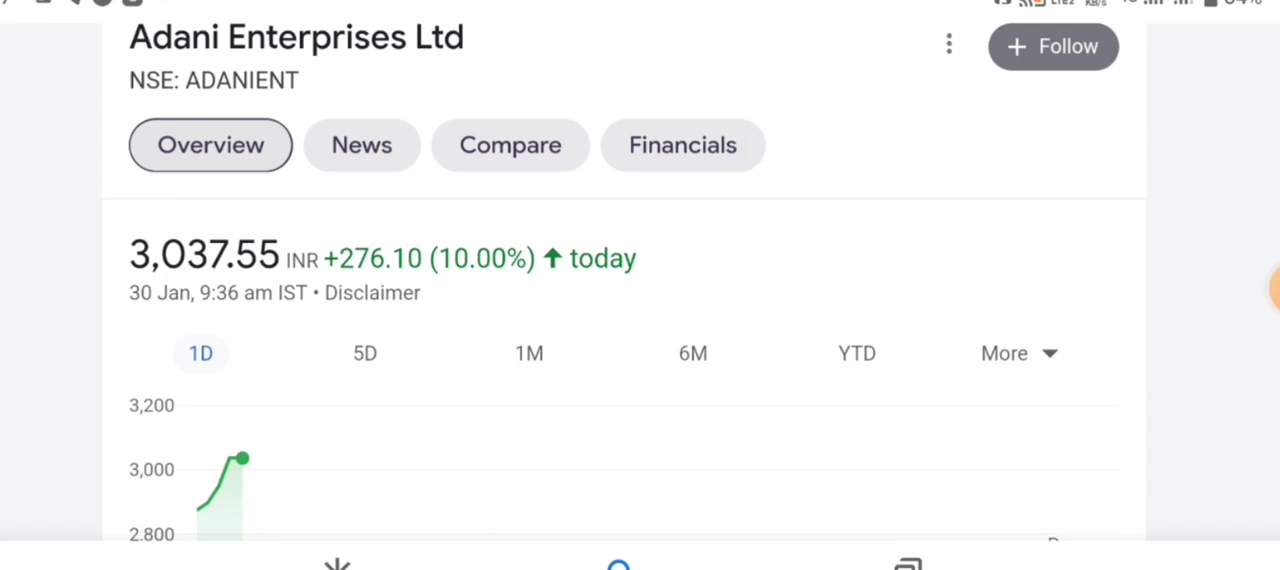 Adani Enterprises Ltd
+ Follow
NSE: ADANIENT
Overview News Compare Financials
3,037.55 INR +276.10 (10.00%) ↑ today
30 Jan, 9:36 am IST • Disclaimer
1D 5D 1M 6M YTD More
3,200
3,000
2,800